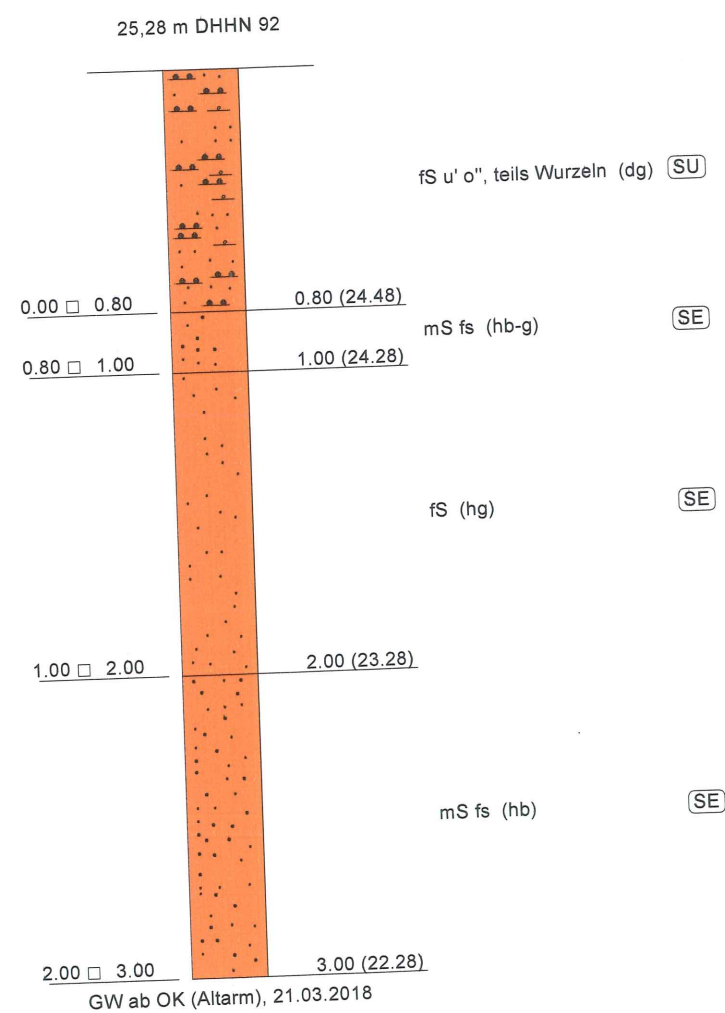 25,28 m DHHN 92
fS u' o", teils Wurzeln (dg) SU
0.00 □ 0.80 0.80 (24.48)
mS fs (hb-g) SE
0.80 □ 1.00 1.00 (24.28)
fS (hg) SE
1.00 □ 2.00 2.00 (23.28)
mS fs (hb) SE
2.00 □ 3.00 3.00 (22.28)
GW ab OK (Altarm), 21.03.2018